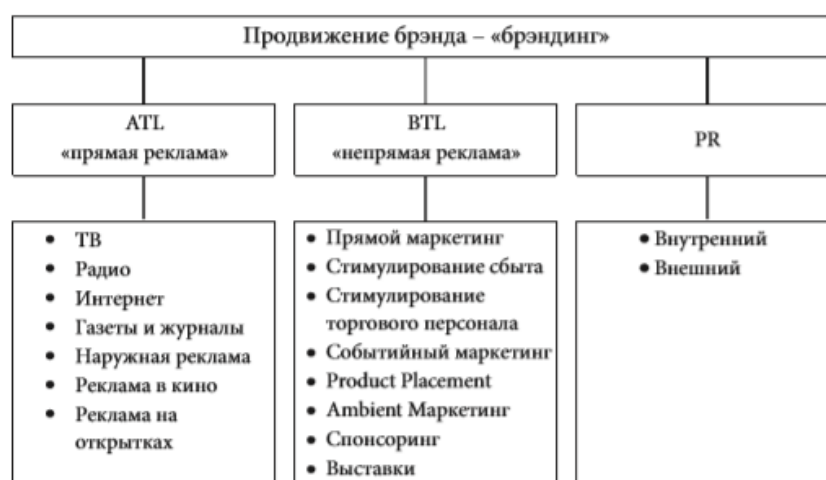 Продвижение брэнда – «брэндинг»
ATL
«прямая реклама»
BTL
«непрямая реклама»
PR
• ТВ
• Радио
• Интернет
• Газеты и журналы
• Наружная реклама
• Реклама в кино
• Реклама на
открытках
• Прямой маркетинг
• Стимулирование сбыта
• Стимулирование
торгового персонала
• Событийный маркетинг
• Product Placement
• Ambient Маркетинг
• Спонсоринг
• Выставки
• Внутренний
• Внешний